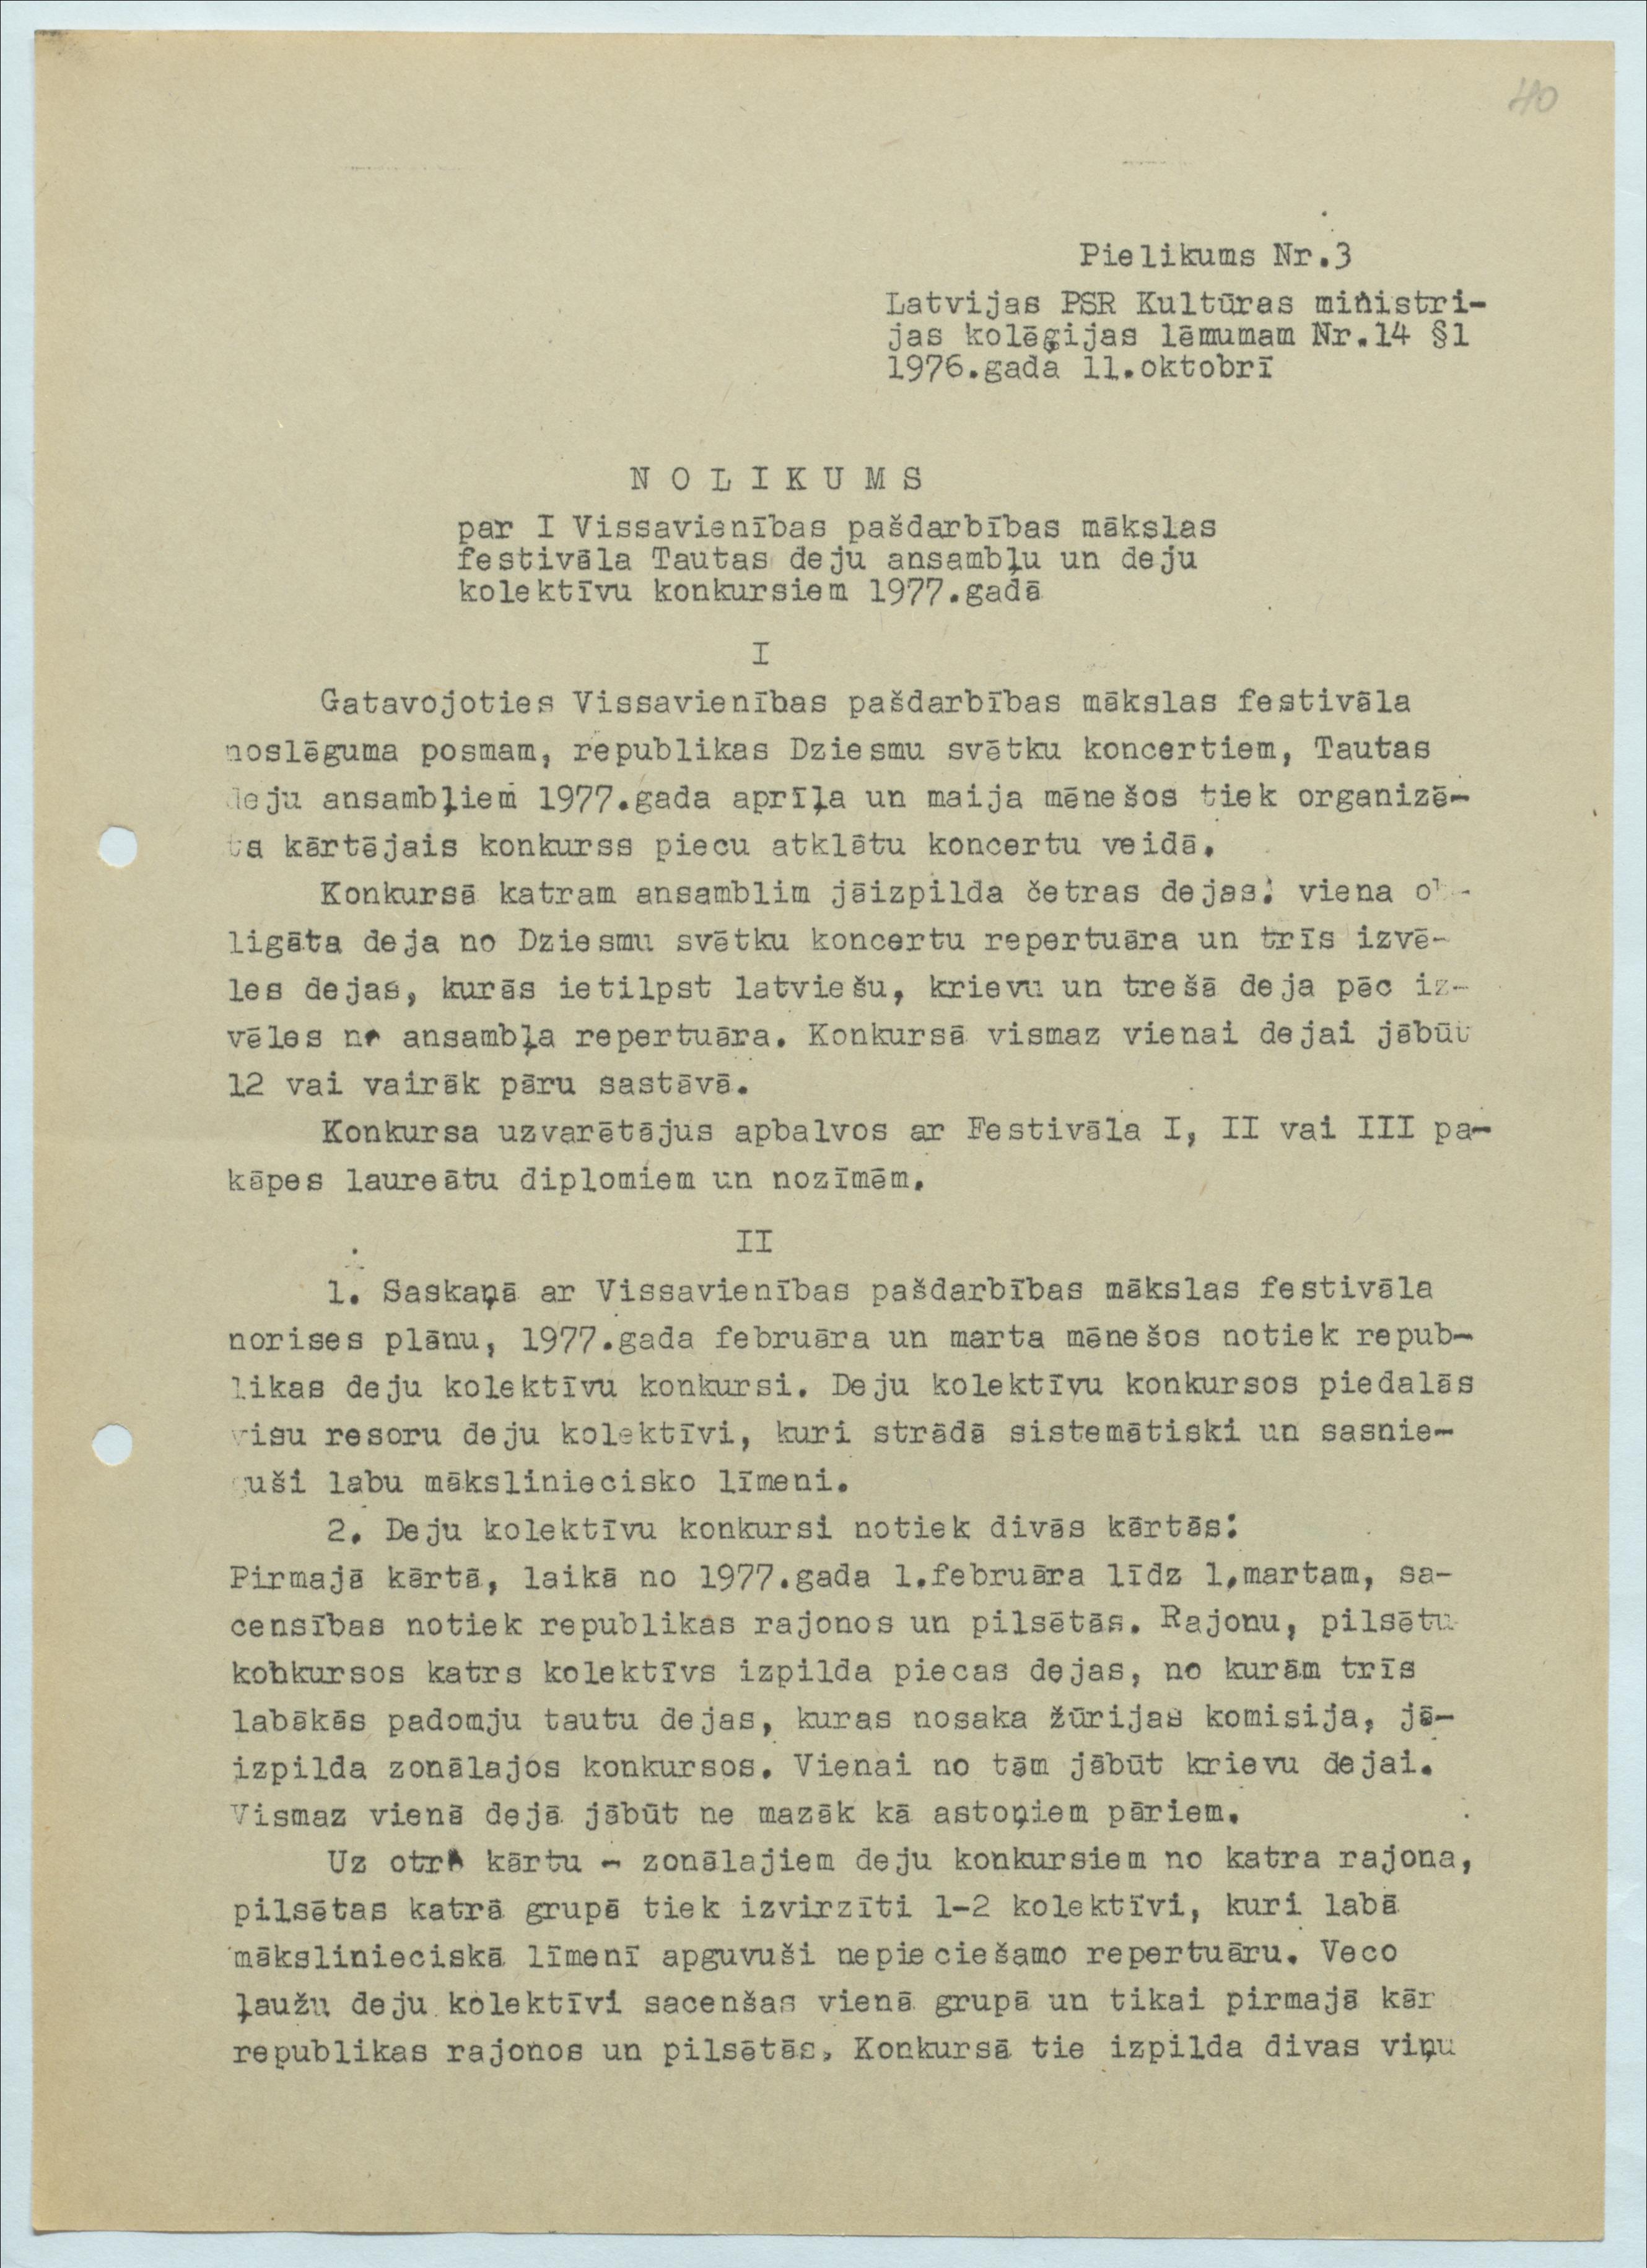 40
Pielikums Nr.3
Latvijas PSR Kultūras ministri-
jas kolēģijas lēmumam Nr.14 §1
1976.gada 11.oktobrī
N O L I K U M S
par I Vissavienības pašdarbības mākslas
festivāla Tautas deju ansambļu un deju
kolektīvu konkursiem 1977.gadā
I
Gatavojoties Vissavienības pašdarbības mākslas festivāla
noslēguma posmam, republikas Dziesmu svētku koncertiem, Tautas
deju ansambļiem 1977.gada aprīļa un maija mēnešos tiek organizē-
ts kārtējais konkurss piecu atklātu koncertu veidā.
Konkursā katram ansamblim jāizpilda četras dejas: viena ob-
ligāta deja no Dziesmu svētku koncertu repertuāra un trīs izvē-
les dejas, kurās ietilpst latviešu, krievu un trešā deja pēc iz-
vēles no ansambļa repertuāra. Konkursā vismaz vienai dejai jābūt
12 vai vairāk pāru sastāvā.
Konkursa uzvarētājus apbalvos ar Festivāla I, II vai III pa-
kāpes laureātu diplomiem un nozīmēm.
II
1. Saskaņā ar Vissavienības pašdarbības mākslas festivāla
norises plānu, 1977.gada februāra un marta mēnešos notiek repub-
likas deju kolektīvu konkursi. Deju kolektīvu konkursos piedalās
visu resoru deju kolektīvi, kuri strādā sistemātiski un sasnie-
guši labu māksliniecisko līmeni.
2. Deju kolektīvu konkursi notiek divās kārtās:
Pirmajā kārtā, laikā no 1977.gada 1.februāra līdz 1.martam, sa-
censības notiek republikas rajonos un pilsētās. Rajonu, pilsētu
konkursos katrs kolektīvs izpilda piecas dejas, no kurām trīs
labākās padomju tautu dejas, kuras nosaka žūrijas komisija, jā-
izpilda zonālajos konkursos. Vienai no tām jābūt krievu dejai.
Vismaz vienā dejā jābūt ne mazāk kā astoņiem pāriem.
Uz otrā kārtu - zonālajiem deju konkursiem no katra rajona,
pilsētas katrā grupā tiek izvirzīti 1-2 kolektīvi, kuri labā
mākslinieciskā līmenī apguvuši nepieciešamo repertuāru. Veco
ļaužu deju kolektīvi sacenšas vienā grupā un tikai pirmajā kār
republikas rajonos un pilsētās. Konkursā tie izpilda divas viņu